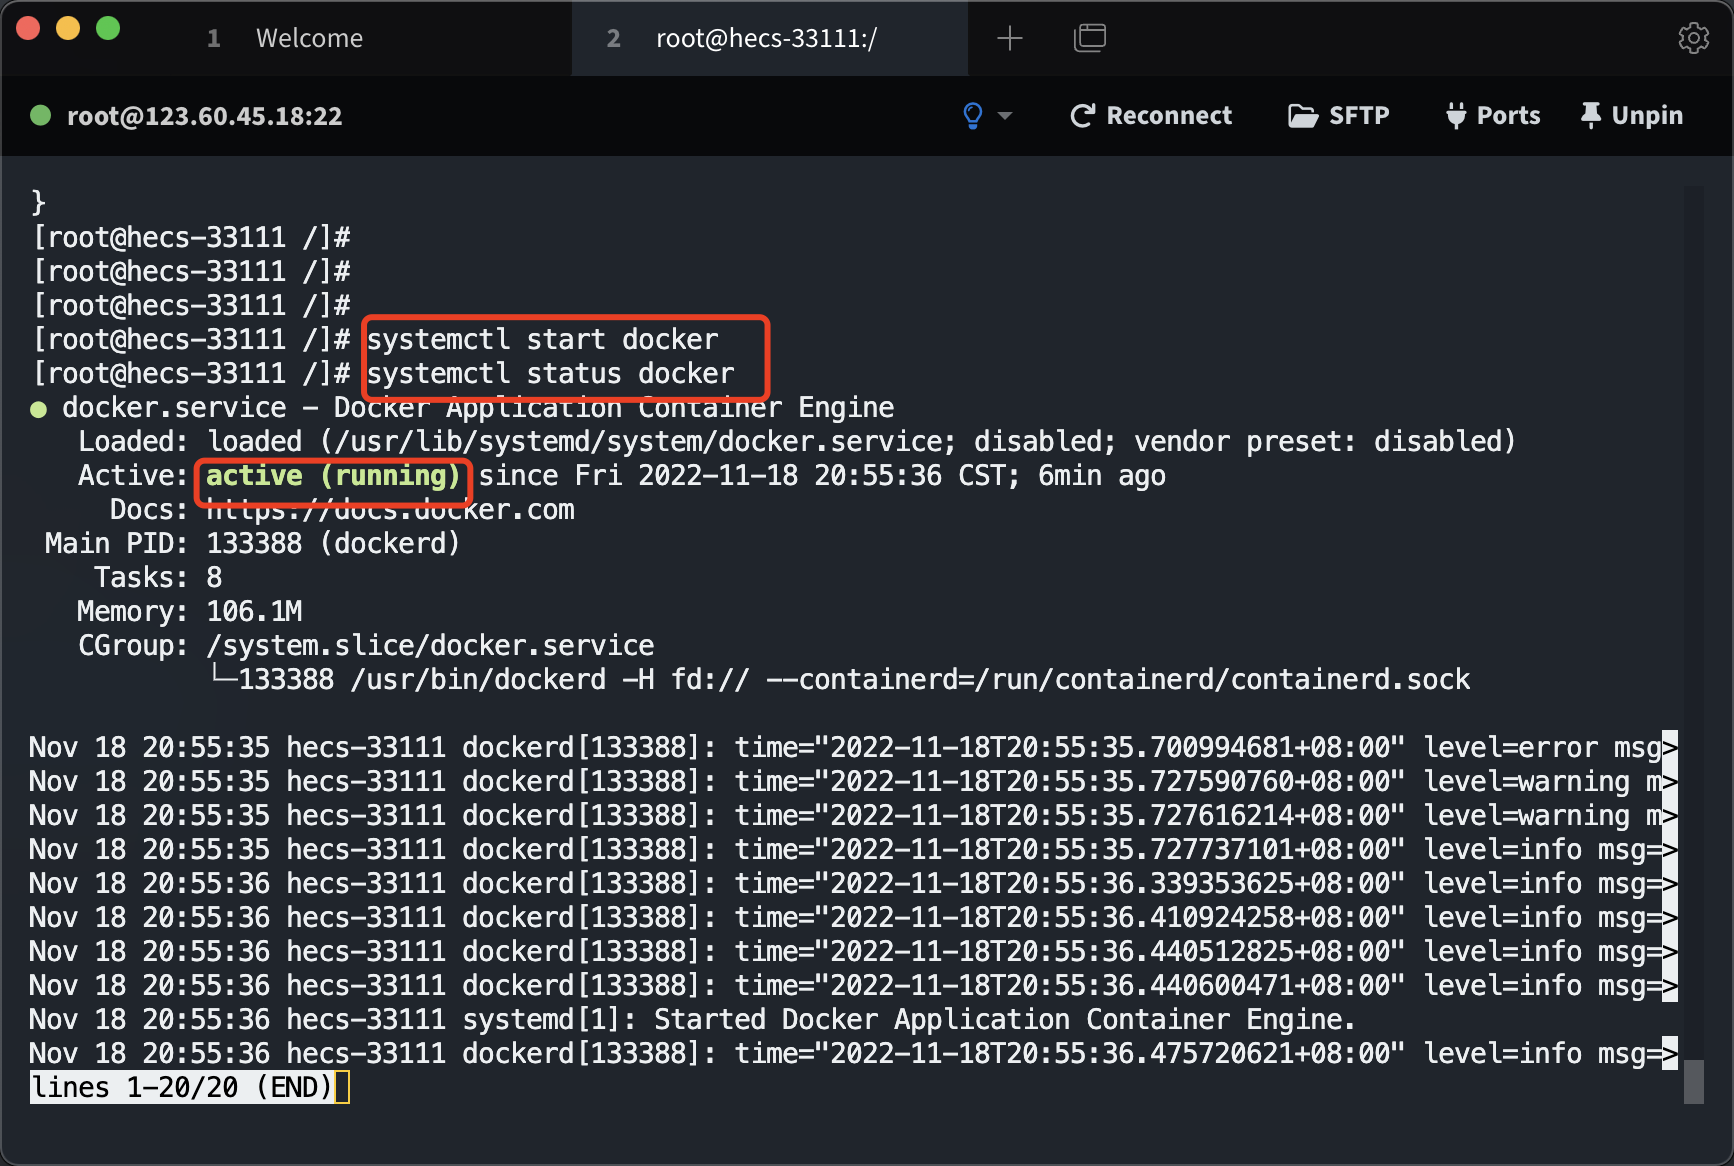 1 Welcome 2 root@hecs-33111:/
root@123.60.45.18:22 Reconnect SFTP Ports Unpin
}
[root@hecs-33111 /]#
[root@hecs-33111 /]#
[root@hecs-33111 /]#
[root@hecs-33111 /]# systemctl start docker
[root@hecs-33111 /]# systemctl status docker
● docker.service - Docker Application Container Engine
Loaded: loaded (/usr/lib/systemd/system/docker.service; disabled; vendor preset: disabled)
Active: active (running) since Fri 2022-11-18 20:55:36 CST; 6min ago
Docs: https://docs.docker.com
Main PID: 133388 (dockerd)
Tasks: 8
Memory: 106.1M
CGroup: /system.slice/docker.service
└─133388 /usr/bin/dockerd -H fd:// --containerd=/run/containerd/containerd.sock
Nov 18 20:55:35 hecs-33111 dockerd[133388]: time="2022-11-18T20:55:35.700994681+08:00" level=error msg>
Nov 18 20:55:35 hecs-33111 dockerd[133388]: time="2022-11-18T20:55:35.727590760+08:00" level=warning m>
Nov 18 20:55:35 hecs-33111 dockerd[133388]: time="2022-11-18T20:55:35.727616214+08:00" level=warning m>
Nov 18 20:55:35 hecs-33111 dockerd[133388]: time="2022-11-18T20:55:35.727737101+08:00" level=info msg=>
Nov 18 20:55:36 hecs-33111 dockerd[133388]: time="2022-11-18T20:55:36.339353625+08:00" level=info msg=>
Nov 18 20:55:36 hecs-33111 dockerd[133388]: time="2022-11-18T20:55:36.410924258+08:00" level=info msg=>
Nov 18 20:55:36 hecs-33111 dockerd[133388]: time="2022-11-18T20:55:36.440512825+08:00" level=info msg=>
Nov 18 20:55:36 hecs-33111 dockerd[133388]: time="2022-11-18T20:55:36.440600471+08:00" level=info msg=>
Nov 18 20:55:36 hecs-33111 systemd[1]: Started Docker Application Container Engine.
Nov 18 20:55:36 hecs-33111 dockerd[133388]: time="2022-11-18T20:55:36.475720621+08:00" level=info msg=>
lines 1-20/20 (END)